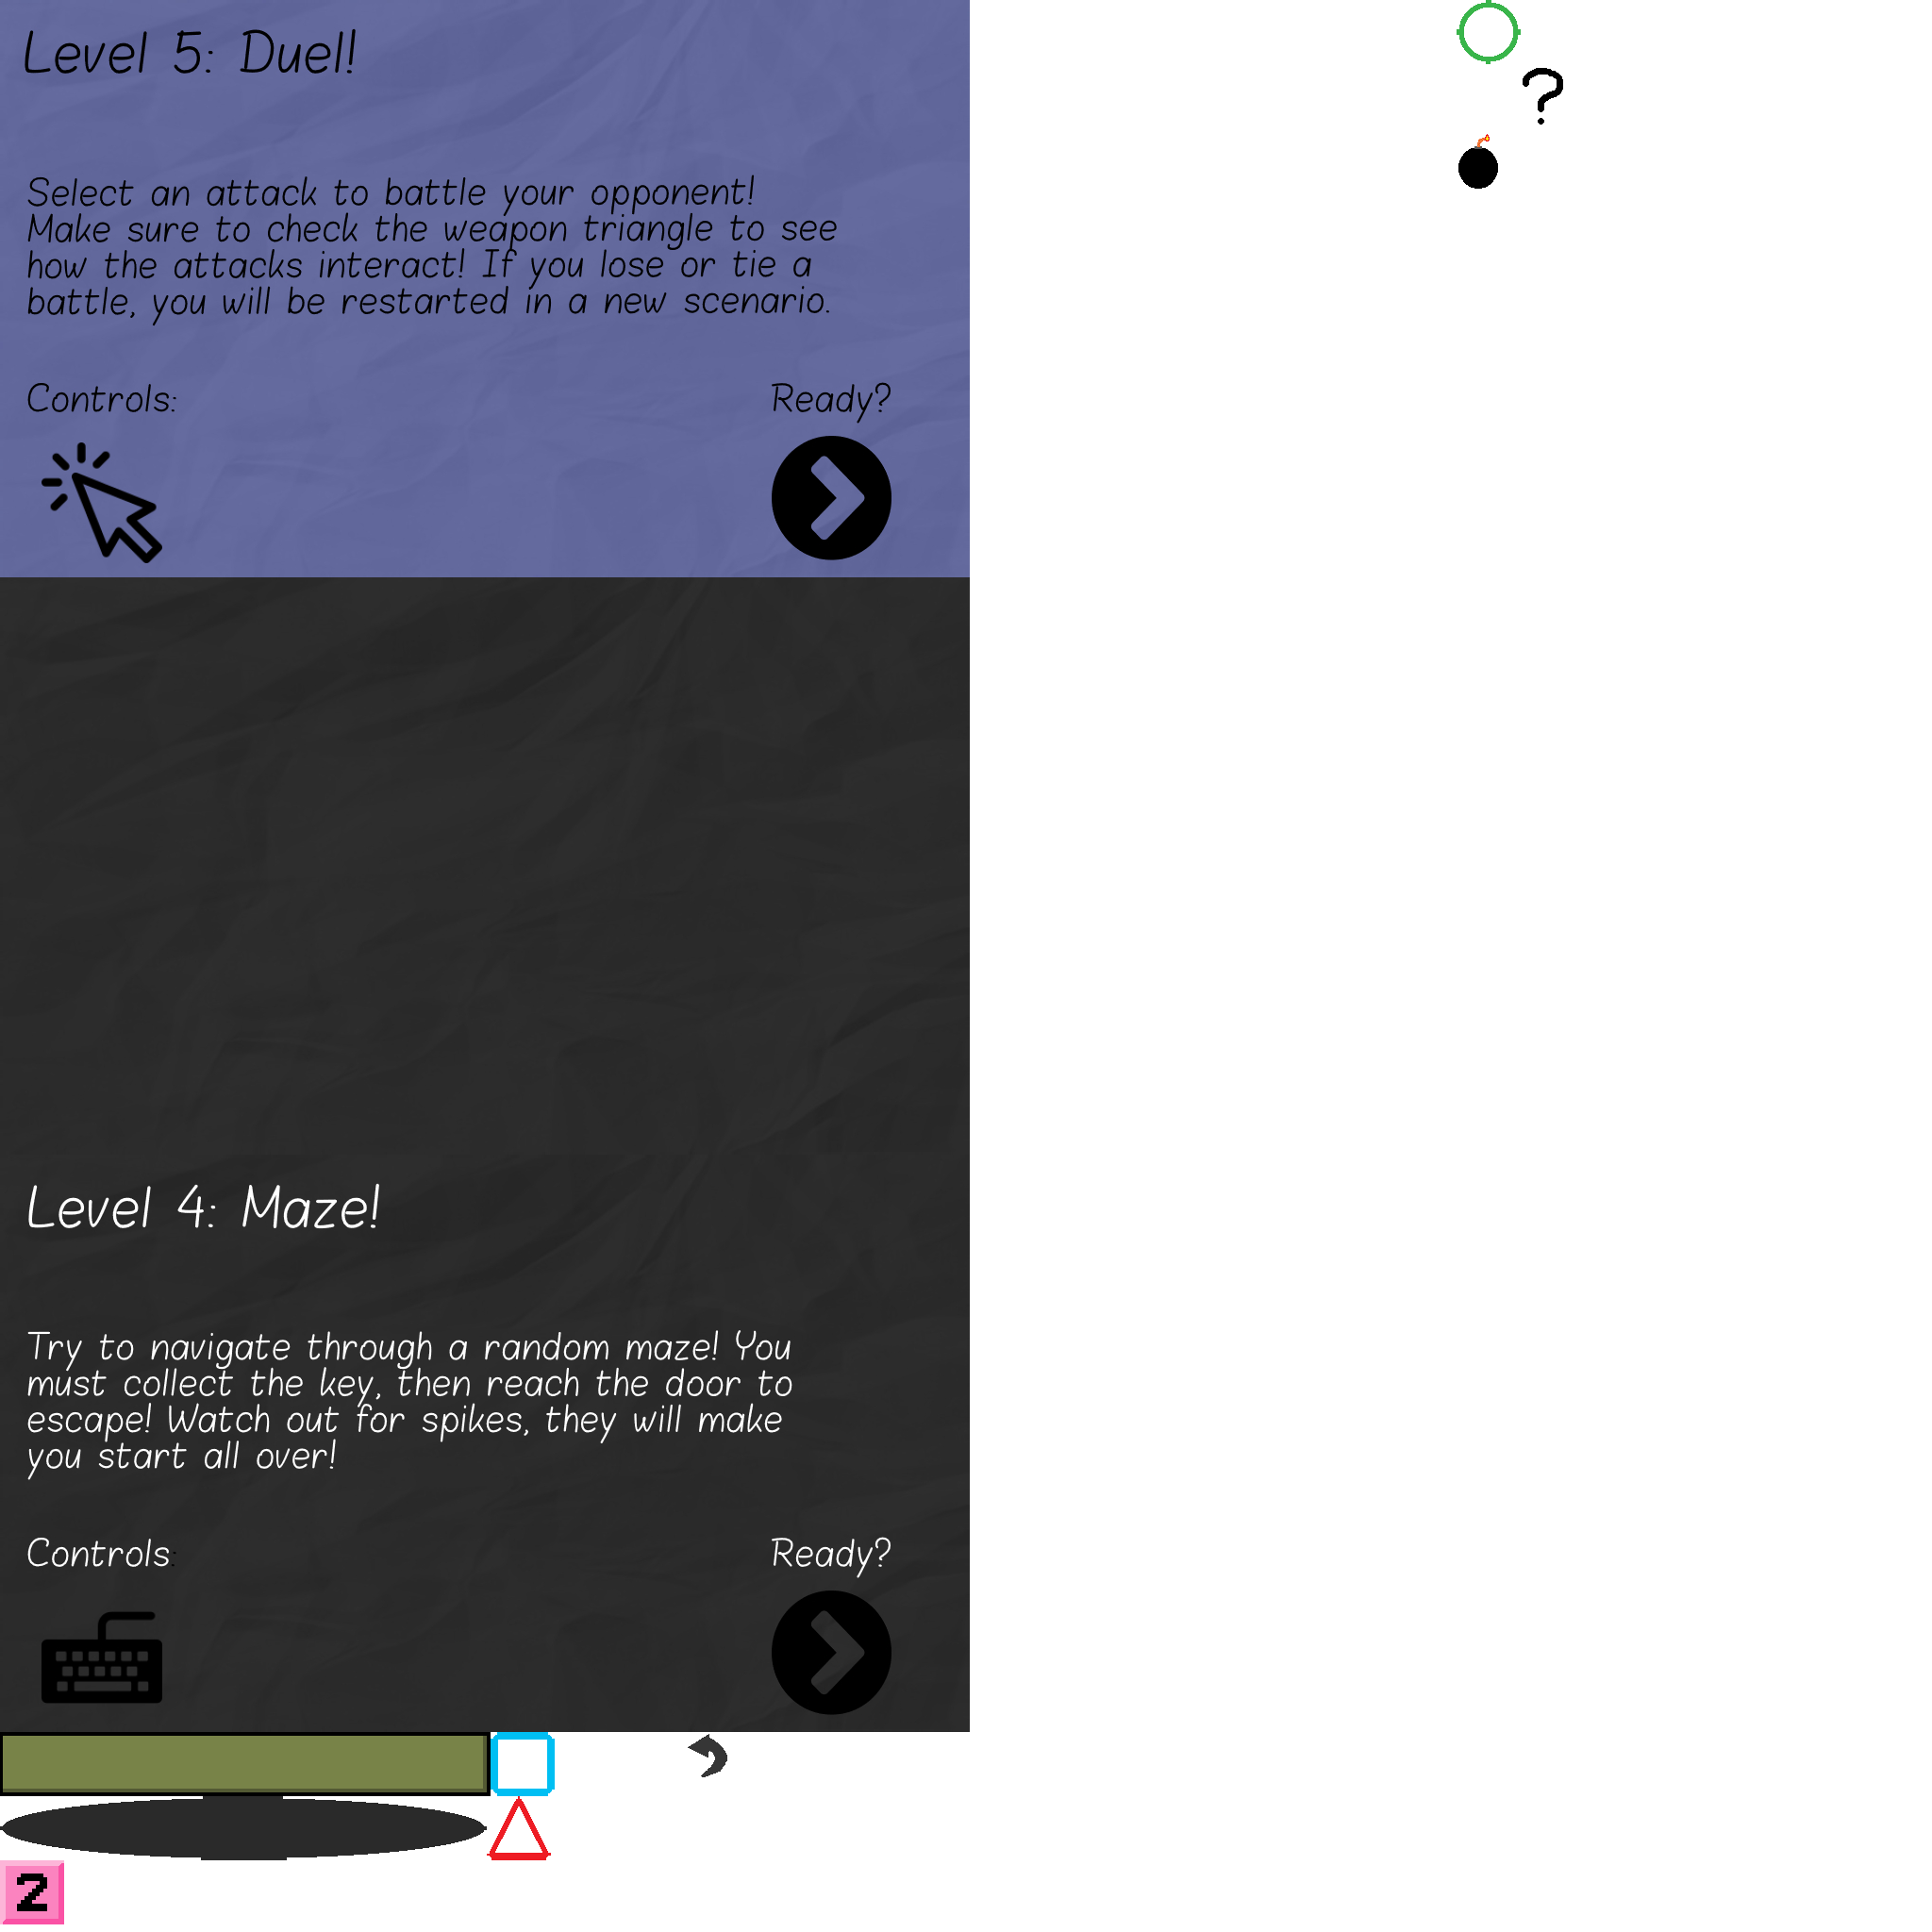 Level 5: Duel!
?
Select an attack to battle your opponent!
Make sure to check the weapon triangle to see
how the attacks interact! If you lose or tie a
battle, you will be restarted in a new scenario.
Controls:
Ready?
Level 4: Maze!
Try to navigate through a random maze! You
must collect the key, then reach the door to
escape! Watch out for spikes, they will make
you start all over!
Controls:
Ready?
2